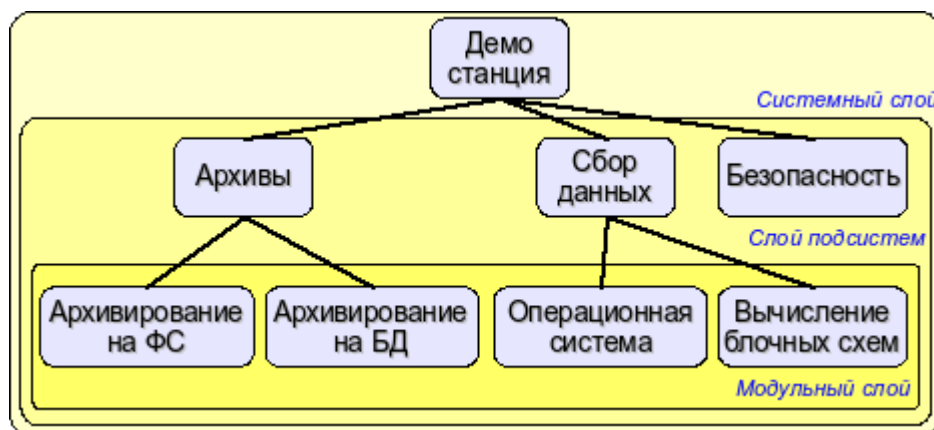 Демо
станция
Системный слой
Архивы
Сбор
данных
Безопасность
Слой подсистем
Архивирование
на ФС
Архивирование
на БД
Операционная
система
Вычисление
блочных схем
Модульный слой